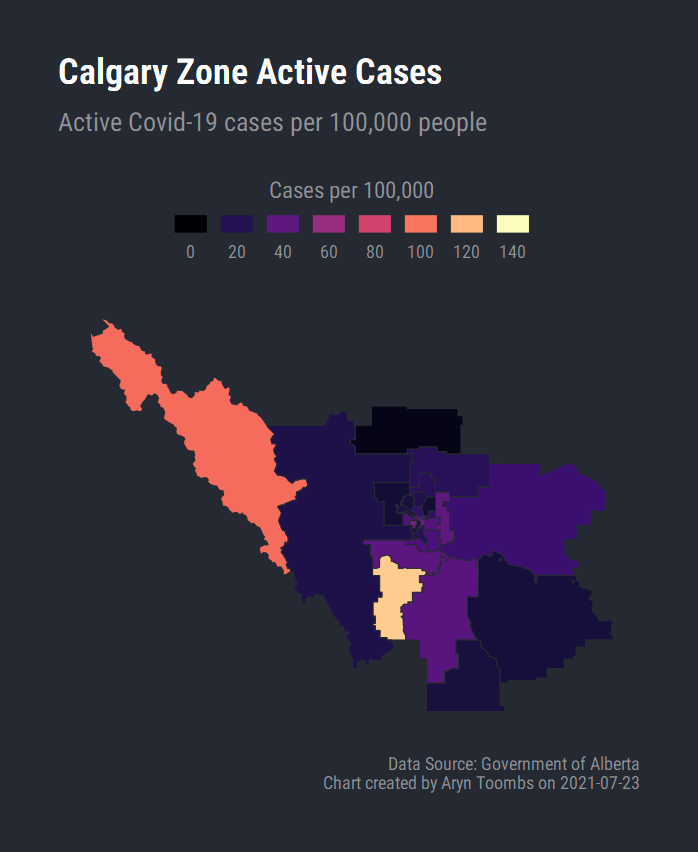 Calgary Zone Active Cases
Active Covid-19 cases per 100,000 people
Cases per 100,000
0 20 40 60 80 100 120 140
Data Source: Government of Alberta
Chart created by Aryn Toombs on 2021-07-23